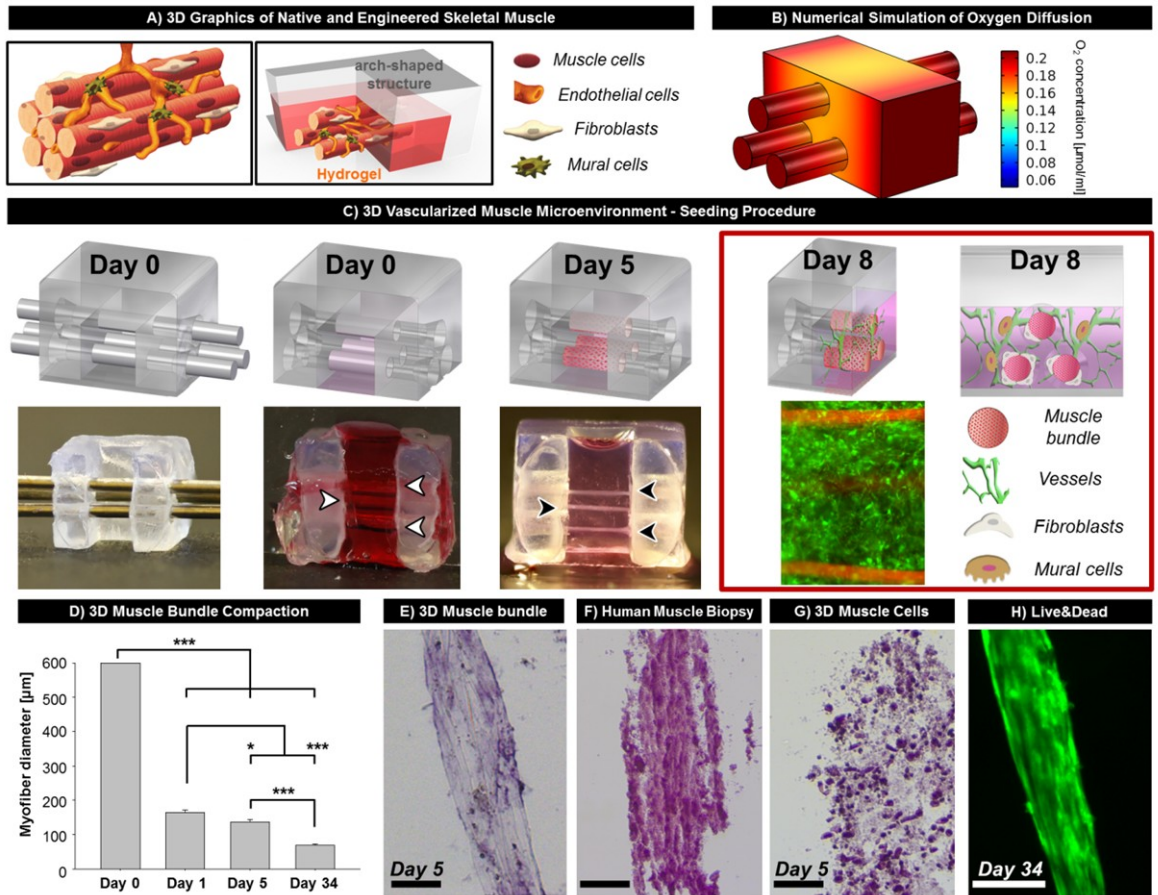 A) 3D Graphics of Native and Engineered Skeletal Muscle
arch-shaped
structure
Hydrogel
Muscle cells
Endothelial cells
Fibroblasts
Mural cells
B) Numerical Simulation of Oxygen Diffusion
0.2
0.18
0.16
0.14
0.12
0.1
0.08
0.06
O2 concentration [µmol/ml]
C) 3D Vascularized Muscle Microenvironment - Seeding Procedure
Day 0
Day 0
Day 5
Day 8
Day 8
Muscle
bundle
Vessels
Fibroblasts
Mural cells
D) 3D Muscle Bundle Compaction
Myofiber diameter [µm]
600
500
400
300
200
100
0
***
*
***
***
Day 0
Day 1
Day 5
Day 34
E) 3D Muscle bundle
Day 5
F) Human Muscle Biopsy
G) 3D Muscle Cells
Day 5
H) Live&Dead
Day 34